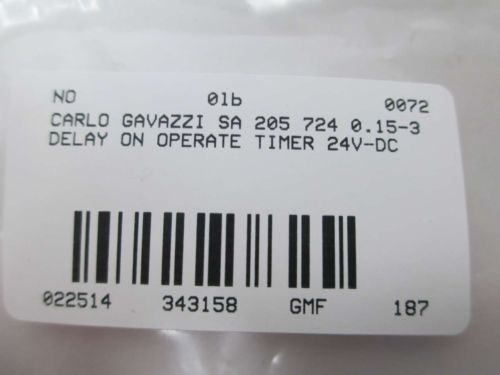 NO 01b 0072
CARLO GAVAZZI SA 205 724 0.15-3
DELAY ON OPERATE TIMER 24V-DC
022514 343158 GMF 187